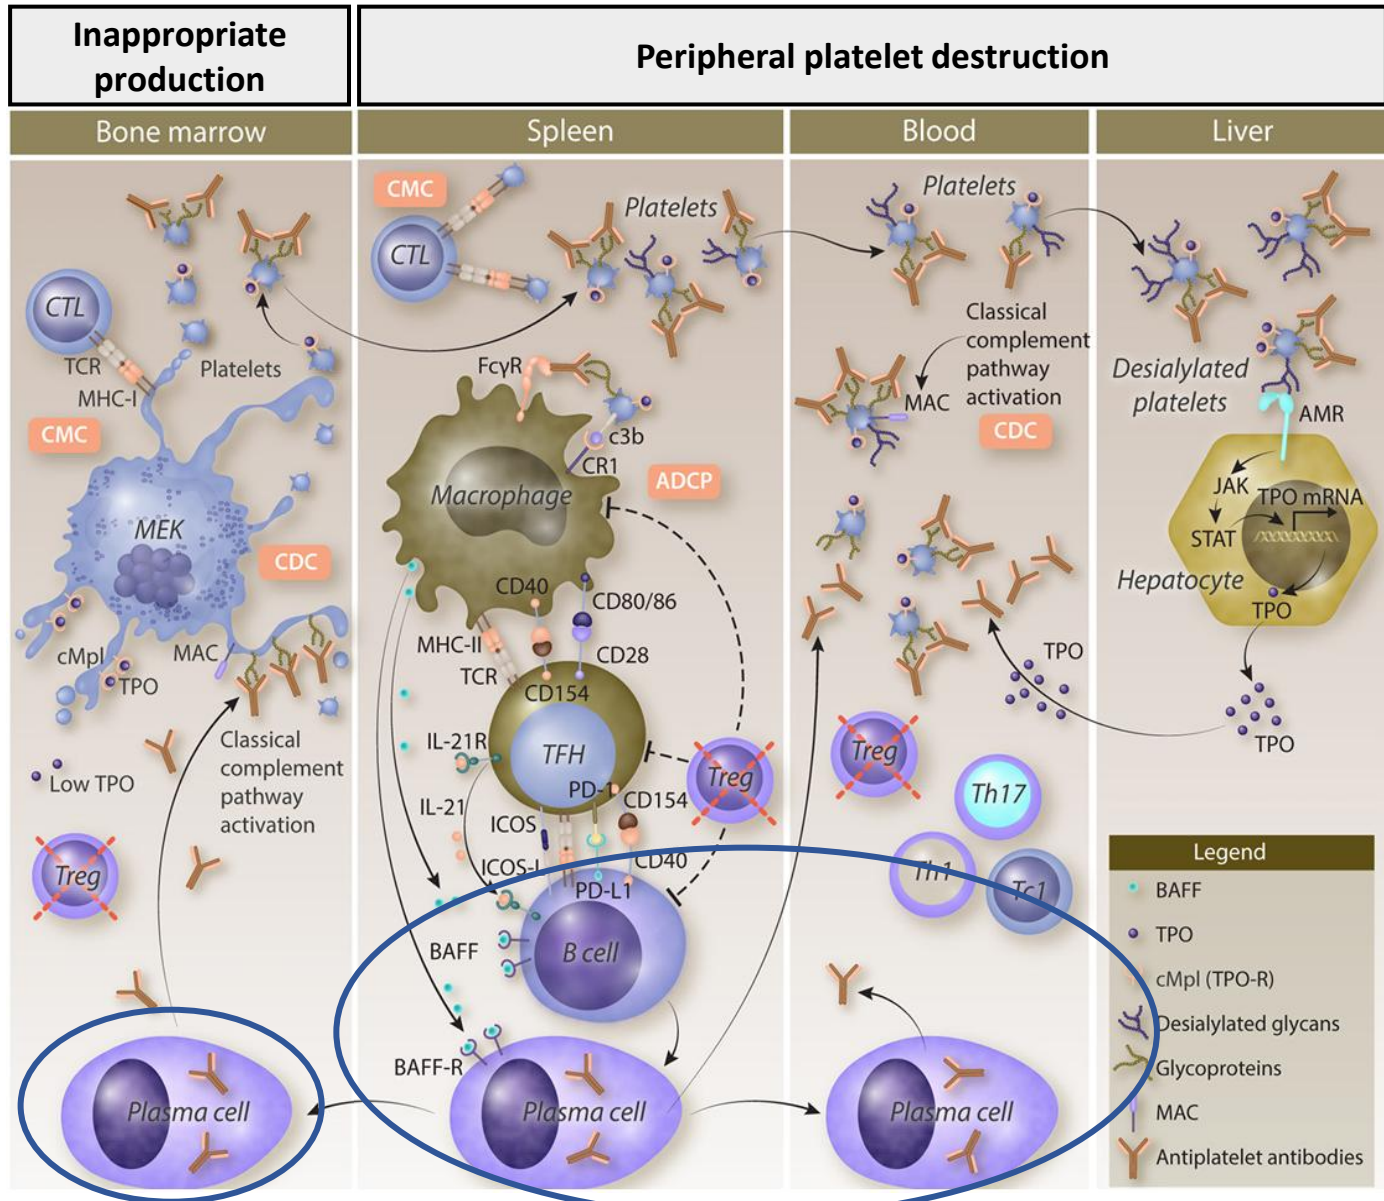 Inappropriate
production
Peripheral platelet destruction
Bone marrow
Spleen
Blood
Liver
CTL
TCR
MHC-I
Platelets
CMC
MEK
CDC
cMpl
TPO
MAC
Low TPO
Classical
complement
pathway
activation
Treg
Plasma cell
CMC
CTL
Platelets
FcγR
c3b
CR1
ADCP
Macrophage
CD40
CD80/86
MHC-II
TCR
CD28
CD154
IL-21R
TFH
PD-1
CD154
Treg
IL-21
ICOS
ICOS-L
CD40
PD-L1
BAFF
B cell
BAFF-R
Plasma cell
Platelets
Classical
complement
pathway
activation
MAC
CDC
TPO
Treg
Th17
Th1
Tc1
Plasma cell
Desialylated
platelets
AMR
JAK
TPO mRNA
STAT
Hepatocyte
TPO
TPO
Legend
BAFF
TPO
cMpl (TPO-R)
Desialylated glycans
Glycoproteins
MAC
Antiplatelet antibodies